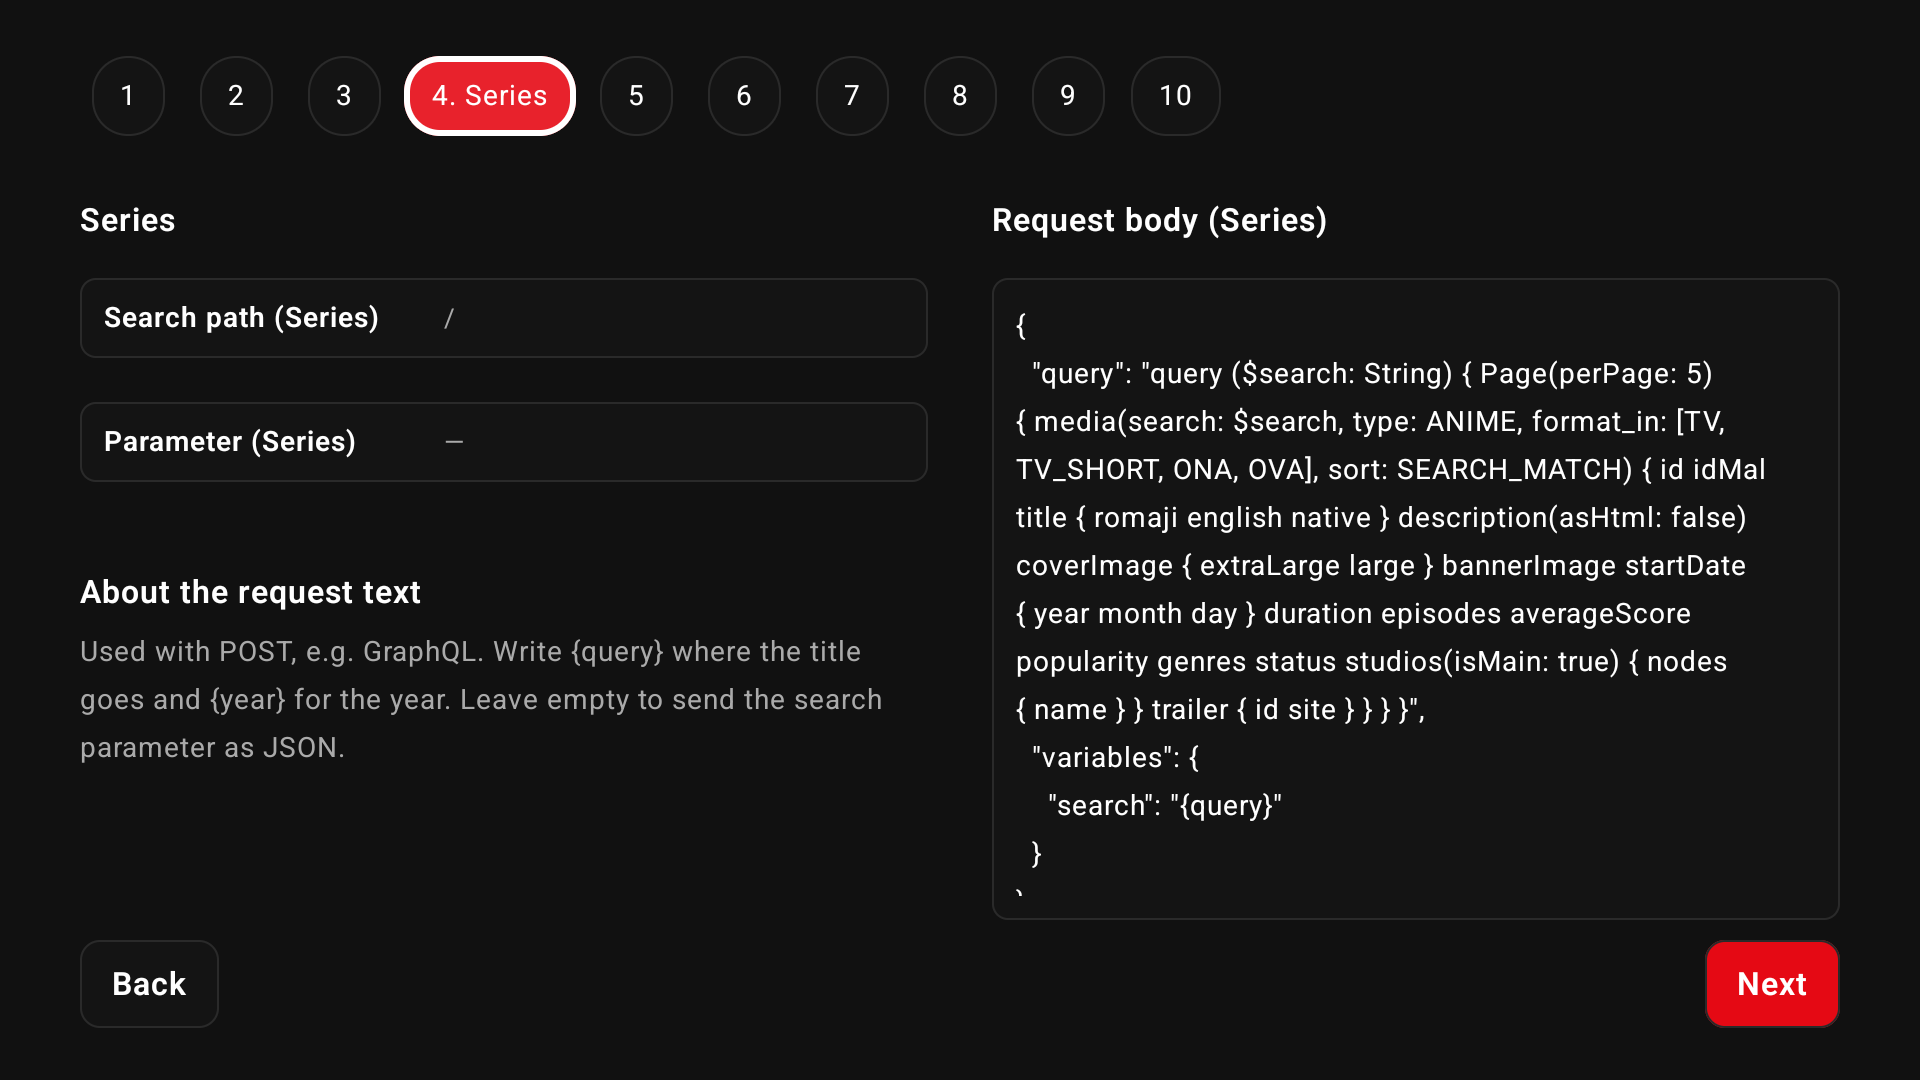 1 2 3 4. Series 5 6 7 8 9 10
Series
Search path (Series) /
Parameter (Series) —
About the request text
Used with POST, e.g. GraphQL. Write {query} where the title
goes and {year} for the year. Leave empty to send the search
parameter as JSON.
Request body (Series)
{
  "query": "query ($search: String) { Page(perPage: 5)
{ media(search: $search, type: ANIME, format_in: [TV,
TV_SHORT, ONA, OVA], sort: SEARCH_MATCH) { id idMal
title { romaji english native } description(asHtml: false)
coverImage { extraLarge large } bannerImage startDate
{ year month day } duration episodes averageScore
popularity genres status studios(isMain: true) { nodes
{ name } } trailer { id site } } } }",
  "variables": {
    "search": "{query}"
  }
Back
Next